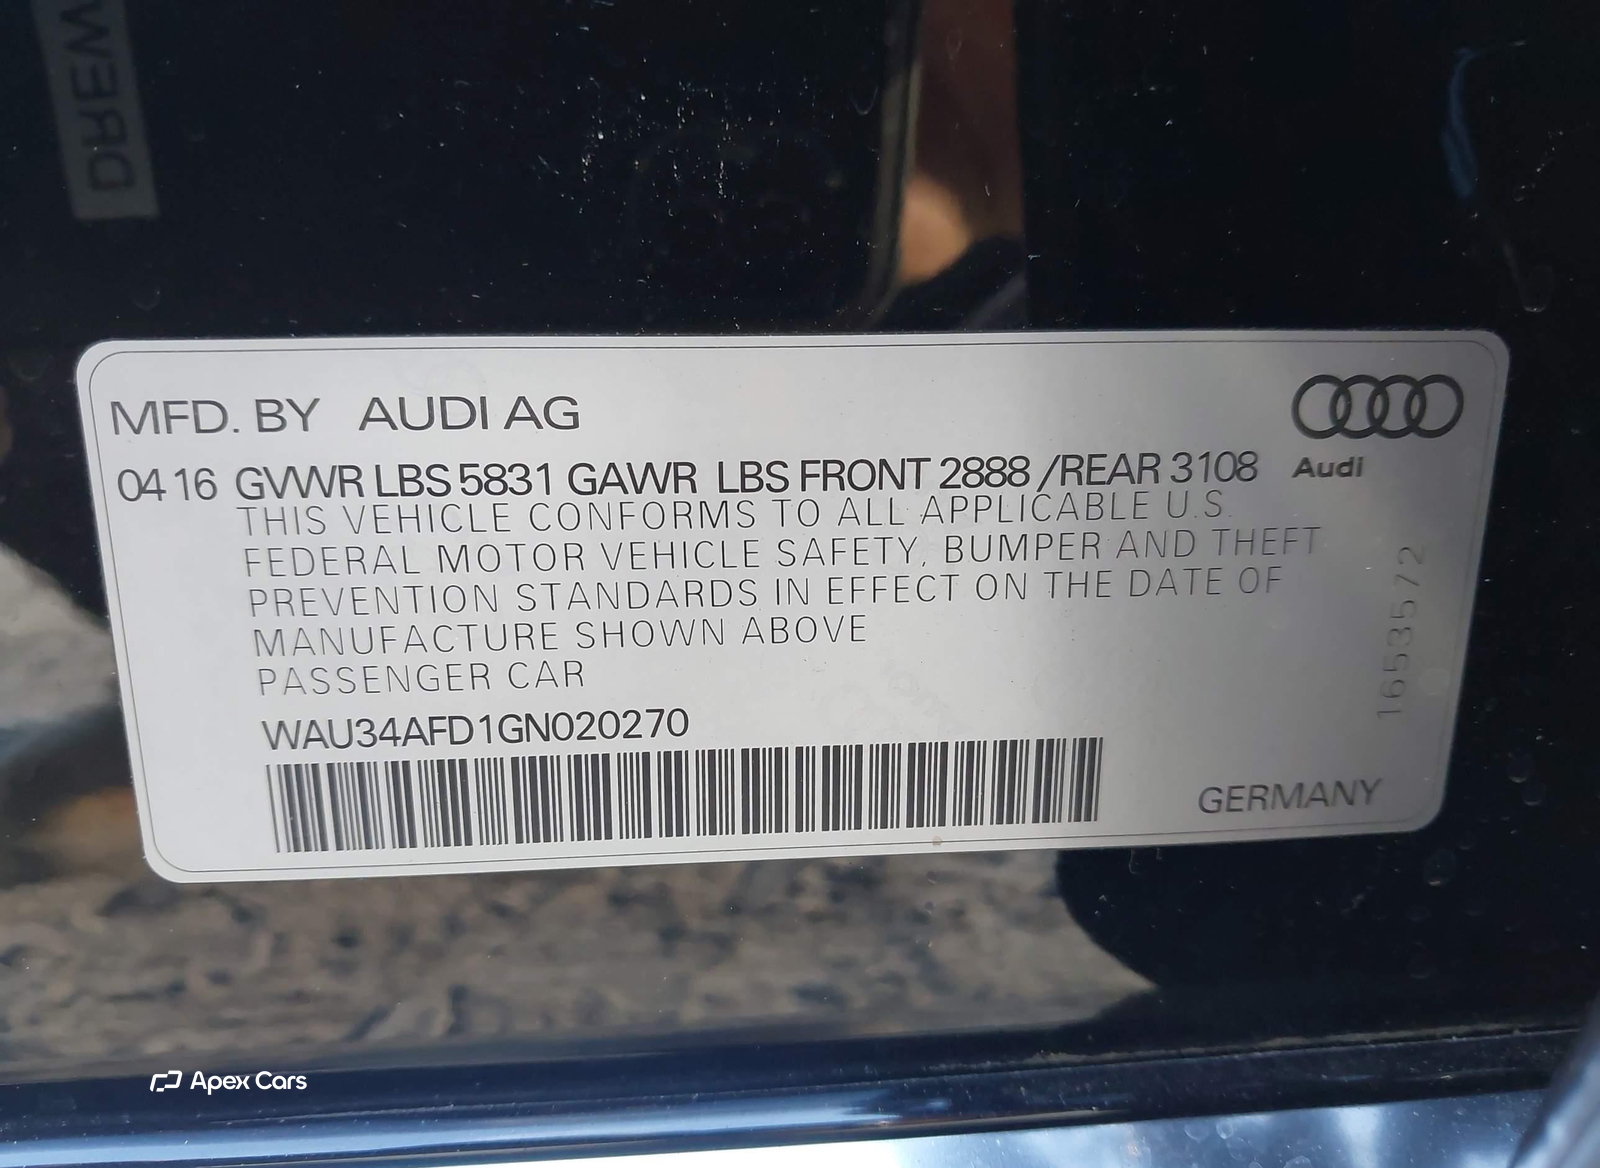 DREW
MFD. BY AUDI AG
04 16 GVWR LBS 5831 GAWR LBS FRONT 2888 /REAR 3108
Audi
THIS VEHICLE CONFORMS TO ALL APPLICABLE U.S.
FEDERAL MOTOR VEHICLE SAFETY, BUMPER AND THEFT
PREVENTION STANDARDS IN EFFECT ON THE DATE OF
MANUFACTURE SHOWN ABOVE
PASSENGER CAR
WAU34AFD1GN020270
1653572
GERMANY
Apex Cars